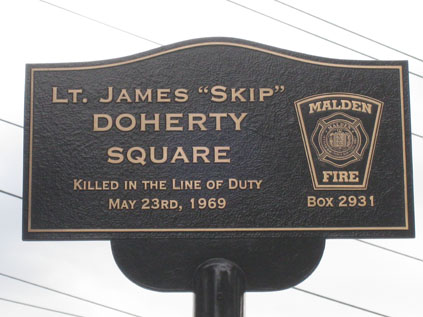 LT. JAMES “SKIP”
DOHERTY
SQUARE
KILLED IN THE LINE OF DUTY
MAY 23RD, 1969
MALDEN
FIRE
BOX 2931